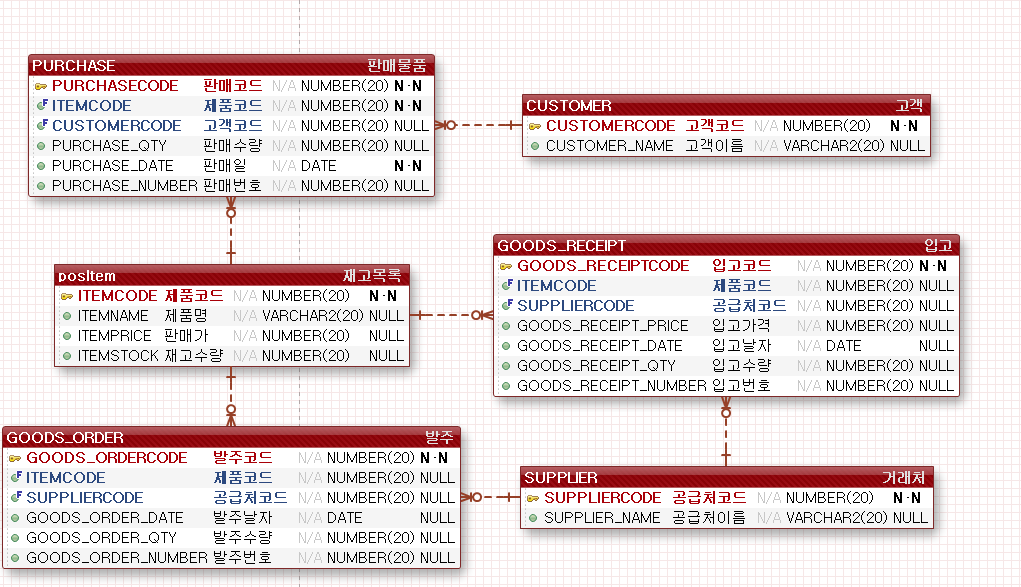 PURCHASE 판매물품
PURCHASECODE 판매코드 N/A NUMBER(20) N-N
ITEMCODE 제품코드 N/A NUMBER(20) N-N
CUSTOMERCODE 고객코드 N/A NUMBER(20) NULL
PURCHASE_QTY 판매수량 N/A NUMBER(20) NULL
PURCHASE_DATE 판매일 N/A DATE N-N
PURCHASE_NUMBER 판매번호 N/A NUMBER(20) NULL
CUSTOMER 고객
CUSTOMERCODE 고객코드 N/A NUMBER(20) N-N
CUSTOMER_NAME 고객이름 N/A VARCHAR2(20) NULL
posItem 재고목록
ITEMCODE 제품코드 N/A NUMBER(20) N-N
ITEMNAME 제품명 N/A VARCHAR2(20) NULL
ITEMPRICE 판매가 N/A NUMBER(20) NULL
ITEMSTOCK 재고수량 N/A NUMBER(20) NULL
GOODS_RECEIPT 입고
GOODS_RECEIPTCODE 입고코드 N/A NUMBER(20) N-N
ITEMCODE 제품코드 N/A NUMBER(20) NULL
SUPPLIERCODE 공급처코드 N/A NUMBER(20) NULL
GOODS_RECEIPT_PRICE 입고가격 N/A NUMBER(20) NULL
GOODS_RECEIPT_DATE 입고날자 N/A DATE NULL
GOODS_RECEIPT_QTY 입고수량 N/A NUMBER(20) NULL
GOODS_RECEIPT_NUMBER 입고번호 N/A NUMBER(20) NULL
GOODS_ORDER 발주
GOODS_ORDERCODE 발주코드 N/A NUMBER(20) N-N
ITEMCODE 제품코드 N/A NUMBER(20) NULL
SUPPLIERCODE 공급처코드 N/A NUMBER(20) NULL
GOODS_ORDER_DATE 발주날자 N/A DATE NULL
GOODS_ORDER_QTY 발주수량 N/A NUMBER(20) NULL
GOODS_ORDER_NUMBER 발주번호 N/A NUMBER(20) NULL
SUPPLIER 거래처
SUPPLIERCODE 공급처코드 N/A NUMBER(20) N-N
SUPPLIER_NAME 공급처이름 N/A VARCHAR2(20) NULL